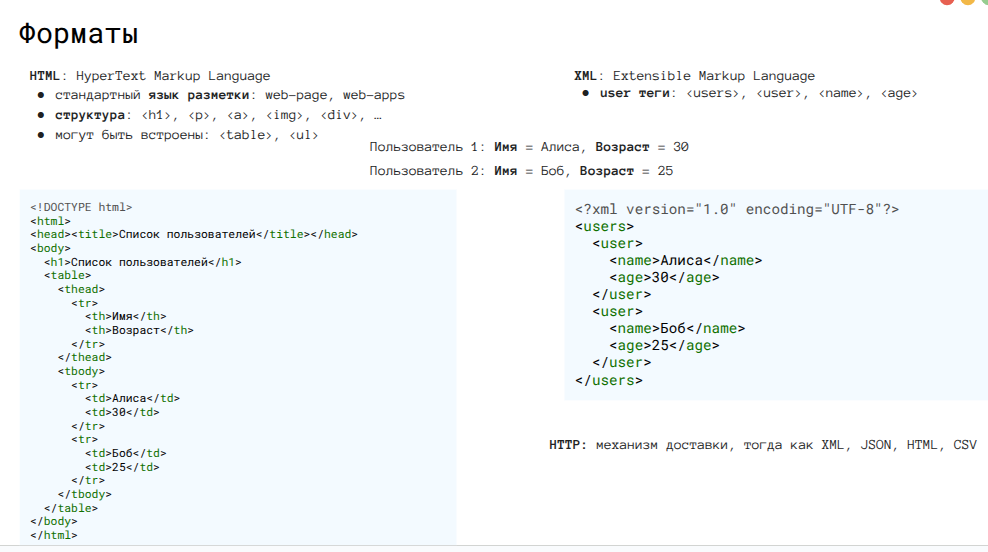 Форматы
HTML: HyperText Markup Language
● стандартный язык разметки: web-page, web-apps
● структура: <h1>, <p>, <a>, <img>, <div>, …
● могут быть встроены: <table>, <ul>
XML: Extensible Markup Language
● user теги: <users>, <user>, <name>, <age>
Пользователь 1: Имя = Алиса, Возраст = 30
Пользователь 2: Имя = Боб, Возраст = 25
<!DOCTYPE html>
<html>
<head><title>Список пользователей</title></head>
<body>
  <h1>Список пользователей</h1>
  <table>
    <thead>
      <tr>
        <th>Имя</th>
        <th>Возраст</th>
      </tr>
    </thead>
    <tbody>
      <tr>
        <td>Алиса</td>
        <td>30</td>
      </tr>
      <tr>
        <td>Боб</td>
        <td>25</td>
      </tr>
    </tbody>
  </table>
</body>
</html>
<?xml version="1.0" encoding="UTF-8"?>
<users>
  <user>
    <name>Алиса</name>
    <age>30</age>
  </user>
  <user>
    <name>Боб</name>
    <age>25</age>
  </user>
</users>
HTTP: механизм доставки, тогда как XML, JSON, HTML, CSV